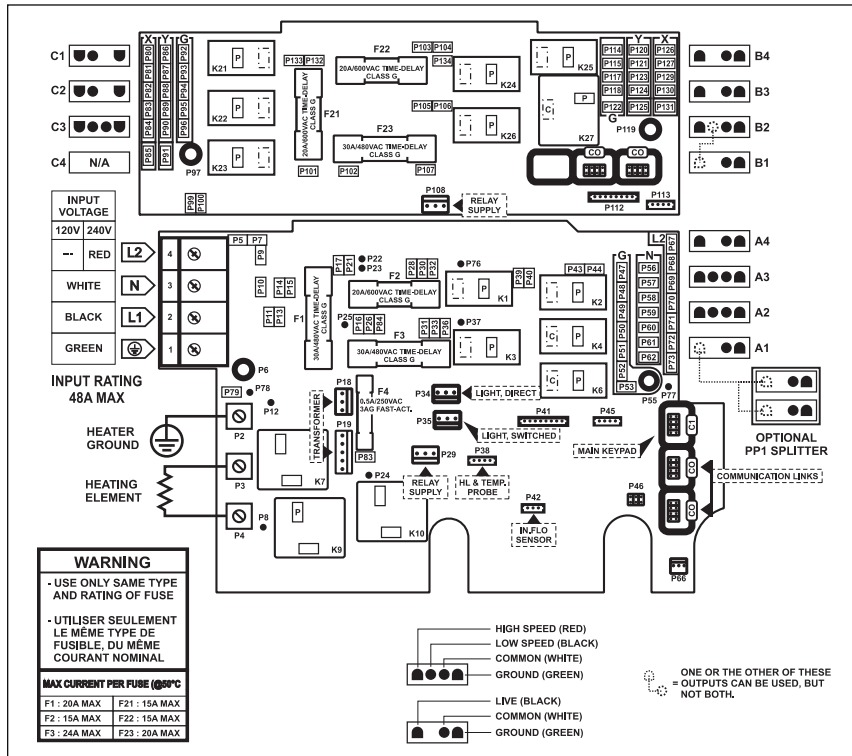 C1
C2
C3
C4 N/A
X Y G
P80 P81 P82 P83 P84 P85
P86 P87 P88 P89 P90 P91
P92 P93 P94 P95 P96
P97
P99
P100
K21
K22
K23
P133 P132
F21
20A/600VAC TIME-DELAY
CLASS G
P101
F22
20A/600VAC TIME-DELAY
CLASS G
P103 P104
P134
P105 P106
F23
30A/480VAC TIME-DELAY
CLASS G
P102
P107
K24
K26
K25
K27
P
C
P108
RELAY
SUPPLY
G Y X
P114 P120 P126
P115 P121 P127
P117 P123 P129
P118 P124 P130
P122 P125 P131
G
P119
CO
CO
P112
P113
B4
B3
B2
B1
INPUT
VOLTAGE
120V 240V
-- RED L2
WHITE N
BLACK L1
GREEN
4
3
2
1
INPUT RATING
48A MAX
HEATER
GROUND
HEATING
ELEMENT
P5 P7
P9
P10
P14
P15
P11
P13
P6
P79
P78
P12
P2
P3
P4
P8
F1
30A/480VAC TIME-DELAY
CLASS G
P17
P21
P22
P23
F2
20A/600VAC TIME-DELAY
CLASS G
P28
P30
P32
P76
K1
P39
P40
P25
P16
P26
P84
F3
30A/480VAC TIME-DELAY
CLASS G
P31
P33
P36
P37
K3
P43 P44
K2
K4
K6
L2
G N
P47 P48 P49 P50 P51 P52
P53
P56
P57
P58
P59
P60
P61
P62
P67 P68 P69 P70 P71 P72 P73
P55
P77
A4
A3
A2
A1
OPTIONAL
PP1 SPLITTER
TRANSFORMER
P18
P19
F4
0,5A/250VAC
3AG FAST-ACT.
P83
P34
LIGHT, DIRECT
P35
LIGHT, SWITCHED
P29
RELAY
SUPPLY
P38
HL & TEMP.
PROBE
P41
P45
MAIN KEYPAD
C1
CO
CO
COMMUNICATION LINKS
P46
P42
IN.FLO
SENSOR
P66
K7
P24
K9
K10
WARNING
- USE ONLY SAME TYPE
AND RATING OF FUSE
- UTILISER SEULEMENT
LE MÊME TYPE DE
FUSIBLE, DU MÊME
COURANT NOMINAL
MAX CURRENT PER FUSE (@50°C
F1 : 20A MAX F21 : 15A MAX
F2 : 15A MAX F22 : 15A MAX
F3 : 24A MAX F23 : 20A MAX
HIGH SPEED (RED)
LOW SPEED (BLACK)
COMMON (WHITE)
GROUND (GREEN)
LIVE (BLACK)
COMMON (WHITE)
GROUND (GREEN)
ONE OR THE OTHER OF THESE
= OUTPUTS CAN BE USED, BUT
NOT BOTH.